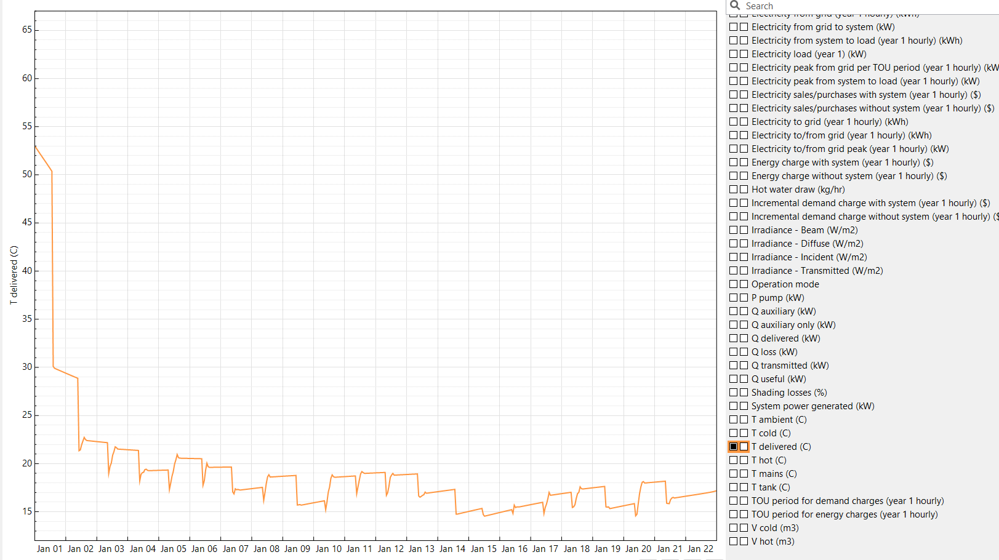 65
60
55
50
45
40
35
30
25
20
15
T delivered (C)
Jan 01 Jan 02 Jan 03 Jan 04 Jan 05 Jan 06 Jan 07 Jan 08 Jan 09 Jan 10 Jan 11 Jan 12 Jan 13 Jan 14 Jan 15 Jan 16 Jan 17 Jan 18 Jan 19 Jan 20 Jan 21 Jan 22
Search
Electricity from grid (year 1 hourly) (kWh)
Electricity from grid to system (kW)
Electricity from system to load (year 1 hourly) (kWh)
Electricity load (year 1) (kW)
Electricity peak from grid per TOU period (year 1 hourly) (kW
Electricity peak from system to load (year 1 hourly) (kW)
Electricity sales/purchases with system (year 1 hourly) ($)
Electricity sales/purchases without system (year 1 hourly) ($)
Electricity to grid (year 1 hourly) (kWh)
Electricity to/from grid (year 1 hourly) (kWh)
Electricity to/from grid peak (year 1 hourly) (kW)
Energy charge with system (year 1 hourly) ($)
Energy charge without system (year 1 hourly) ($)
Hot water draw (kg/hr)
Incremental demand charge with system (year 1 hourly) ($)
Incremental demand charge without system (year 1 hourly) ($
Irradiance - Beam (W/m2)
Irradiance - Diffuse (W/m2)
Irradiance - Incident (W/m2)
Irradiance - Transmitted (W/m2)
Operation mode
P pump (kW)
Q auxiliary (kW)
Q auxiliary only (kW)
Q delivered (kW)
Q loss (kW)
Q transmitted (kW)
Q useful (kW)
Shading losses (%)
System power generated (kW)
T ambient (C)
T cold (C)
T delivered (C)
T hot (C)
T mains (C)
T tank (C)
TOU period for demand charges (year 1 hourly)
TOU period for energy charges (year 1 hourly)
V cold (m3)
V hot (m3)